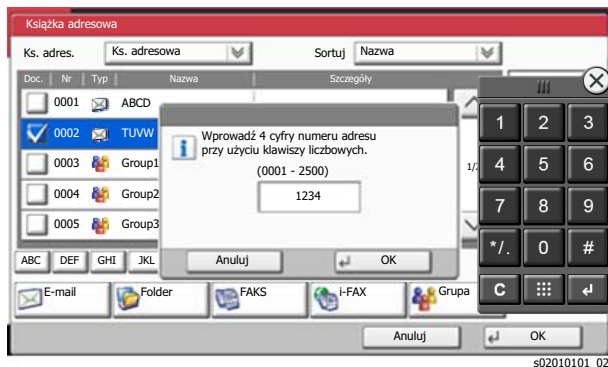 Książka adresowa
Ks. adres. Ks. adresowa Sortuj Nazwa
Doc. Nr Typ Nazwa Szczegóły
0001 ABCD
0002 TUVW
0003 Group1
0004 Group2
0005 Group3
Wprowadź 4 cyfry numeru adresu
przy użyciu klawiszy liczbowych.
(0001 - 2500)
1234
Anuluj OK
ABC DEF GHI JKL
E-mail Folder FAKS i-FAX Grupa
Anuluj OK
1 2 3
4 5 6
7 8 9
*/. 0 #
C
s02010101_02